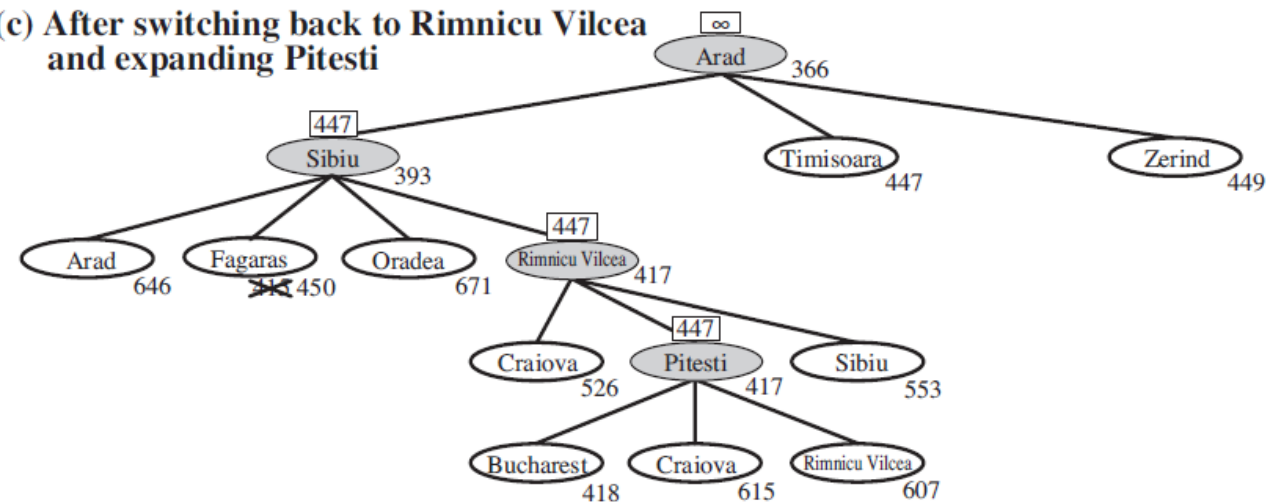 (c) After switching back to Rimnicu Vilcea
and expanding Pitesti
∞
Arad
366
447
Sibiu
393
Timisoara
447
Zerind
449
Arad
646
Fagaras
415 450
Oradea
671
447
Rimnicu Vilcea
417
Craiova
526
447
Pitesti
417
Sibiu
553
Bucharest
418
Craiova
615
Rimnicu Vilcea
607